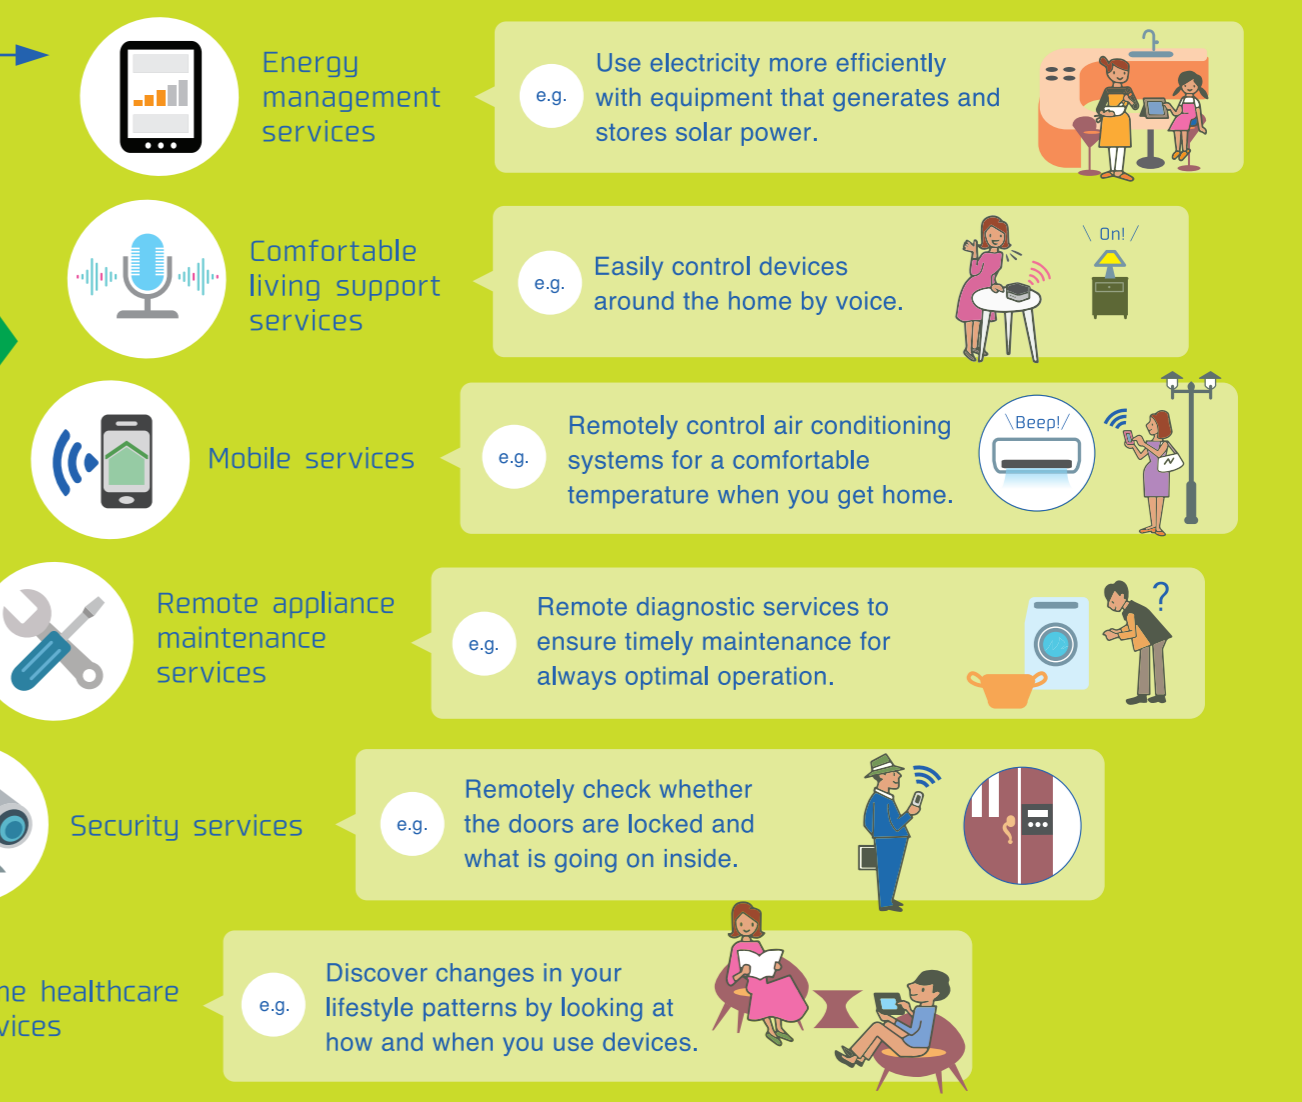 Energy
management
services
e.g.
Use electricity more efficiently
with equipment that generates and
stores solar power.
Comfortable
living support
services
e.g.
Easily control devices
around the home by voice.
\ On! /
Mobile services
e.g.
Remotely control air conditioning
systems for a comfortable
temperature when you get home.
\Beep!/
Remote appliance
maintenance
services
e.g.
Remote diagnostic services to
ensure timely maintenance for
always optimal operation.
?
Security services
e.g.
Remotely check whether
the doors are locked and
what is going on inside.
healthcare
e.g.
Discover changes in your
lifestyle patterns by looking at
how and when you use devices.